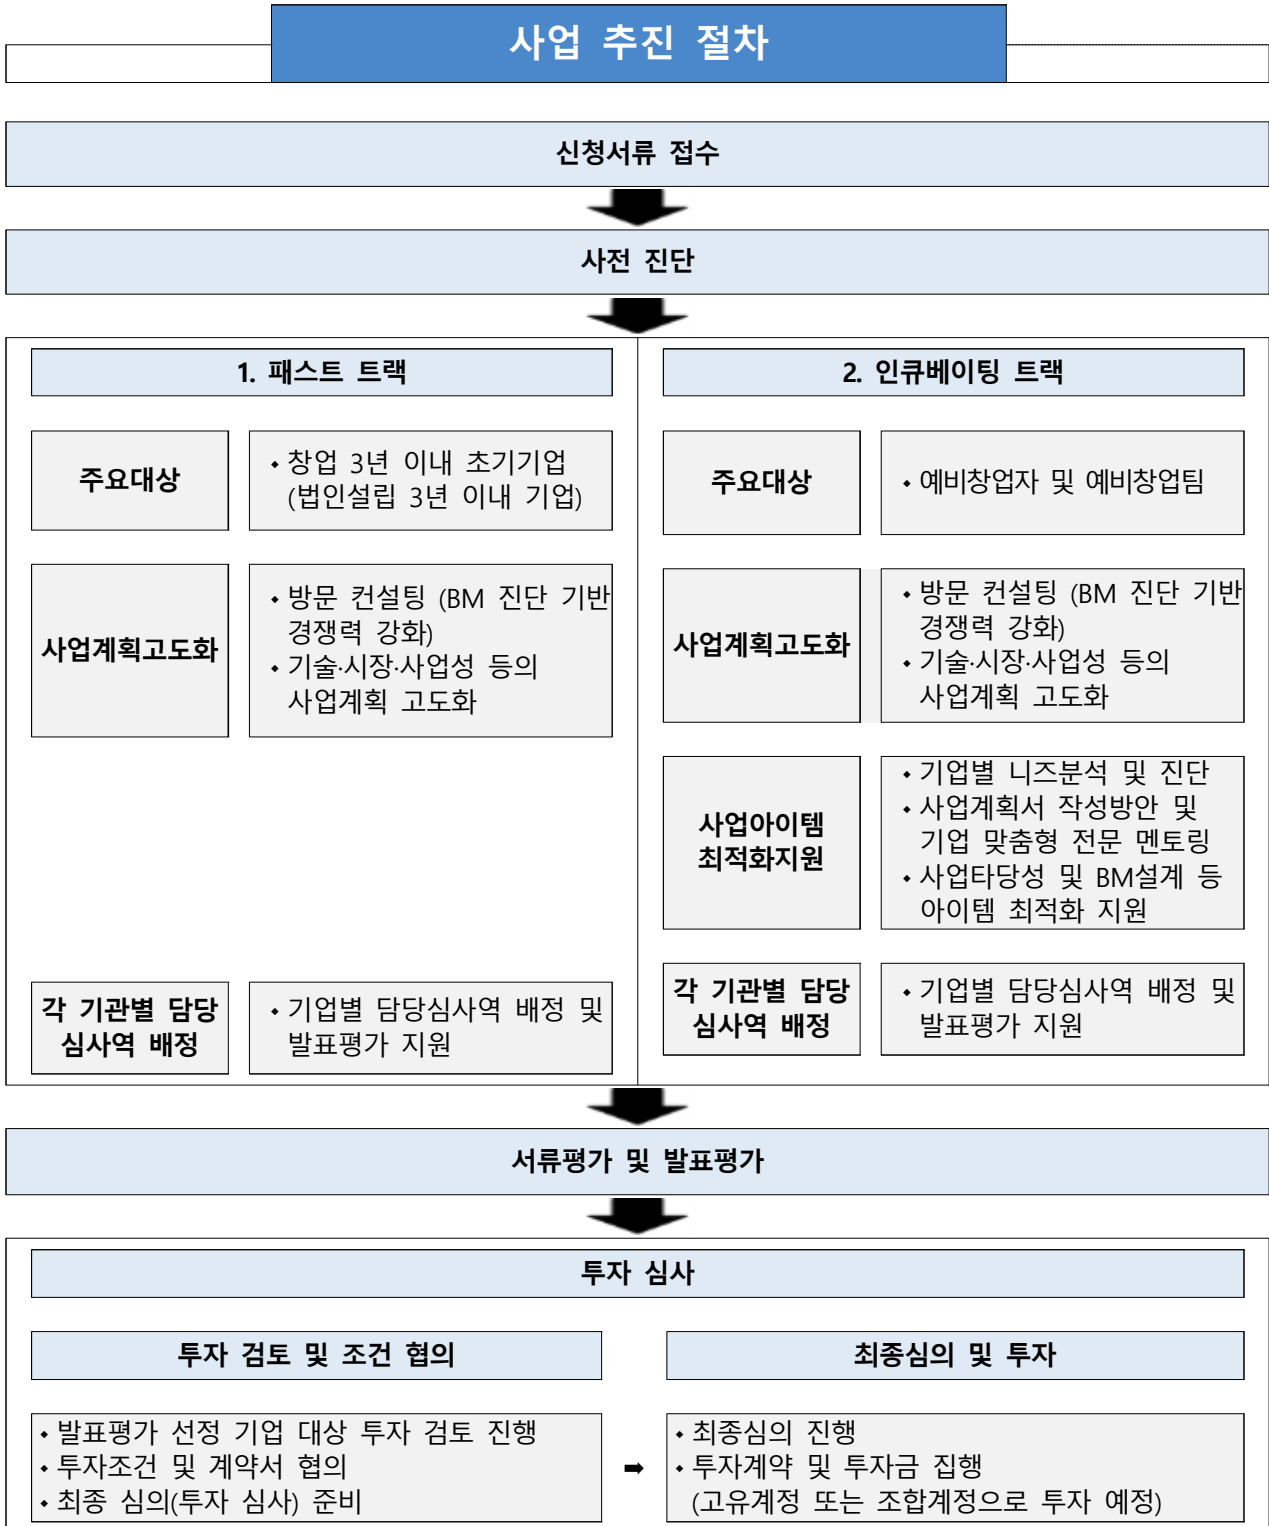 사업 추진 절차
신청서류 접수
사전 진단
1. 패스트 트랙
주요대상
• 창업 3년 이내 초기기업
(법인설립 3년 이내 기업)
사업계획고도화
• 방문 컨설팅 (BM 진단 기반
경쟁력 강화)
• 기술·시장·사업성 등의
사업계획 고도화
각 기관별 담당
심사역 배정
• 기업별 담당심사역 배정 및
발표평가 지원
2. 인큐베이팅 트랙
주요대상
• 예비창업자 및 예비창업팀
사업계획고도화
• 방문 컨설팅 (BM 진단 기반
경쟁력 강화)
• 기술·시장·사업성 등의
사업계획 고도화
사업아이템
최적화지원
• 기업별 니즈분석 및 진단
• 사업계획서 작성방안 및
기업 맞춤형 전문 멘토링
• 사업타당성 및 BM설계 등
아이템 최적화 지원
각 기관별 담당
심사역 배정
• 기업별 담당심사역 배정 및
발표평가 지원
서류평가 및 발표평가
투자 심사
투자 검토 및 조건 협의
• 발표평가 선정 기업 대상 투자 검토 진행
• 투자조건 및 계약서 협의
• 최종 심의(투자 심사) 준비
➡
최종심의 및 투자
• 최종심의 진행
• 투자계약 및 투자금 집행
(고유계정 또는 조합계정으로 투자 예정)